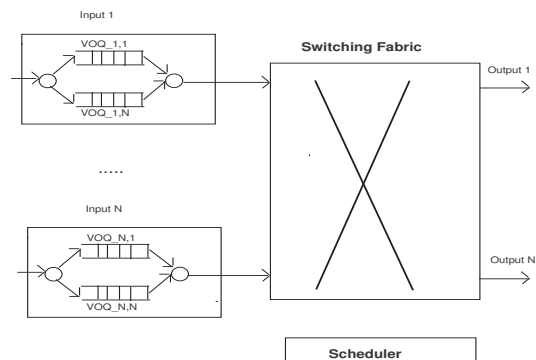 Input 1
VOQ_1,1
VOQ_1,N
Switching Fabric
Output 1
.....
Input N
VOQ_N,1
VOQ_N,N
Output N
Scheduler